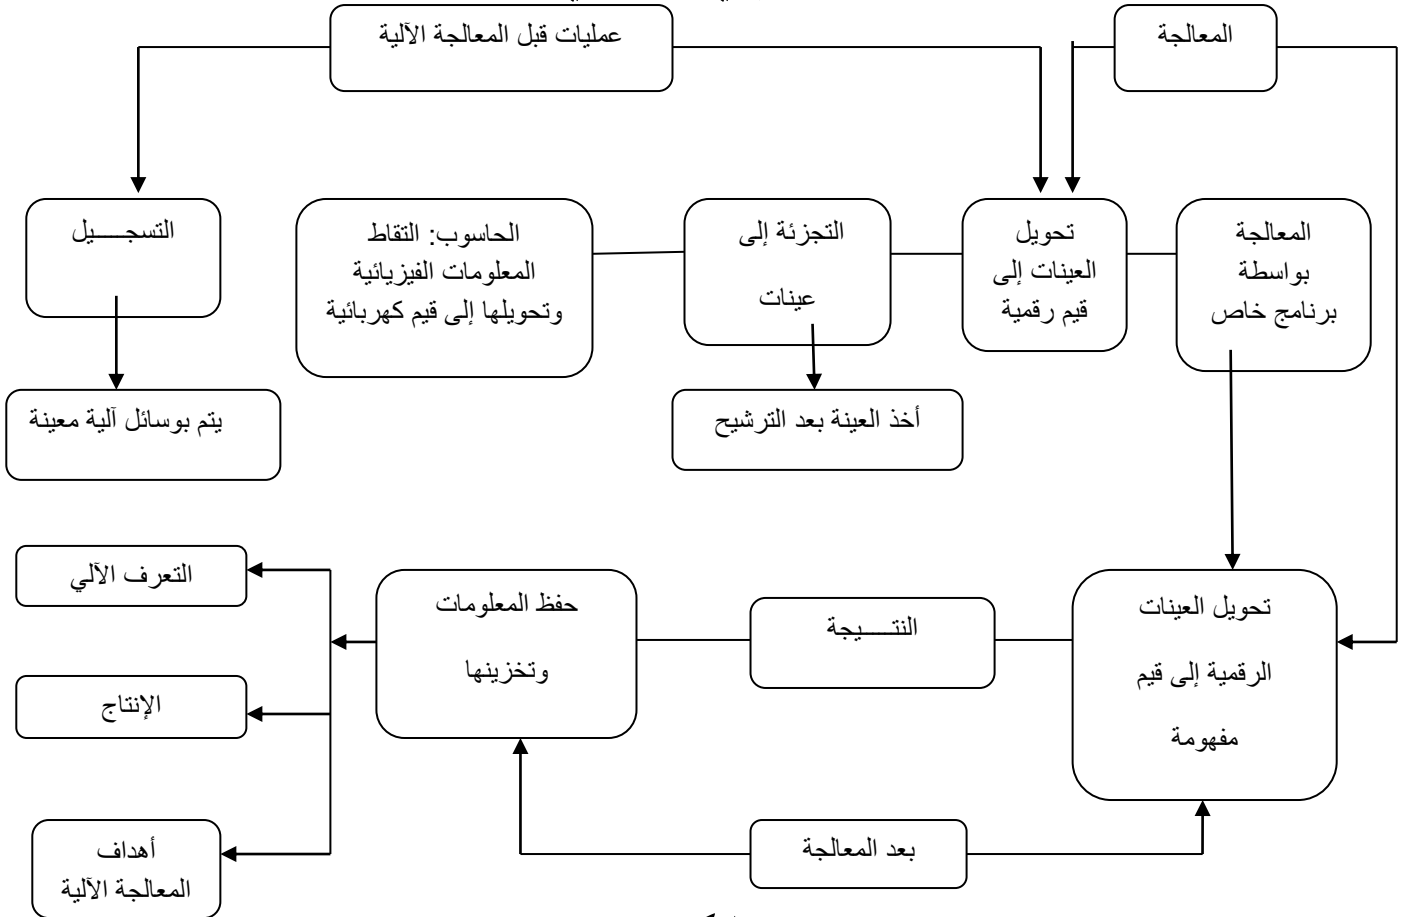 عمليات قبل المعالجة الآلية
المعالجة
المعالجة
بواسطة
برنامج خاص
تحويل
العينات إلى
قيم رقمية
التجزئة إلى
عينات
الحاسوب: التقاط
المعلومات الفيزيائية
وتحويلها إلى قيم كهربائية
التسجـــــيل
أخذ العينة بعد الترشيح
يتم بوسائل آلية معينة
تحويل العينات
الرقمية إلى قيم
مفهومة
النتـــــيجة
حفظ المعلومات
وتخزينها
التعرف الآلي
الإنتاج
أهداف
المعالجة الآلية
بعد المعالجة